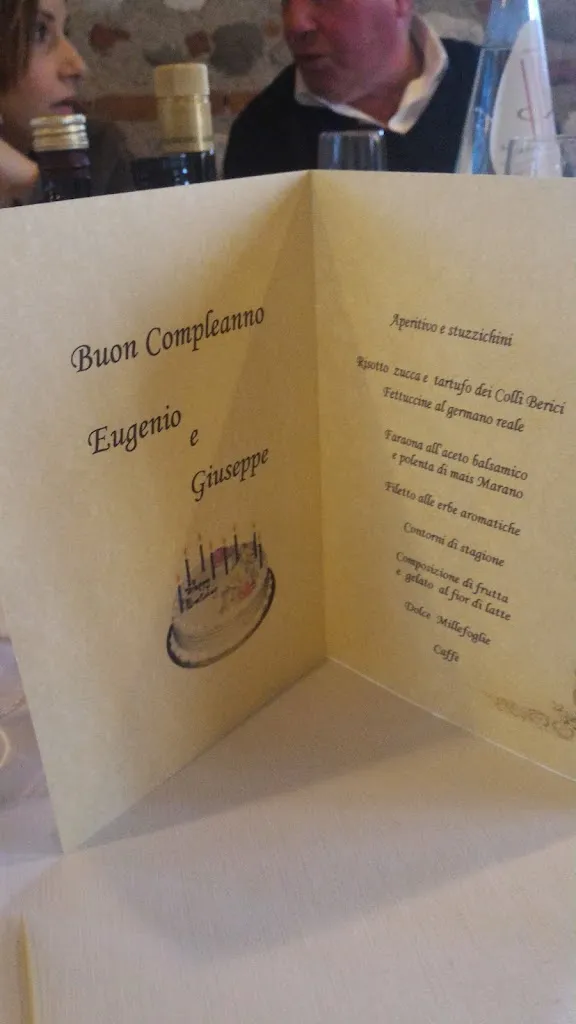 Buon Compleanno
Eugenio
e
Giuseppe
Aperitivo e stuzzichini
Risotto zucca e tartufo dei Colli Berici
Fettuccine al germano reale
Faraona all'aceto balsamico
e polenta di mais Marano
Filetto alle erbe aromatiche
Contorni di stagione
Composizione di frutta
e gelato al fior di latte
Dolce Millefoglie
Caffè